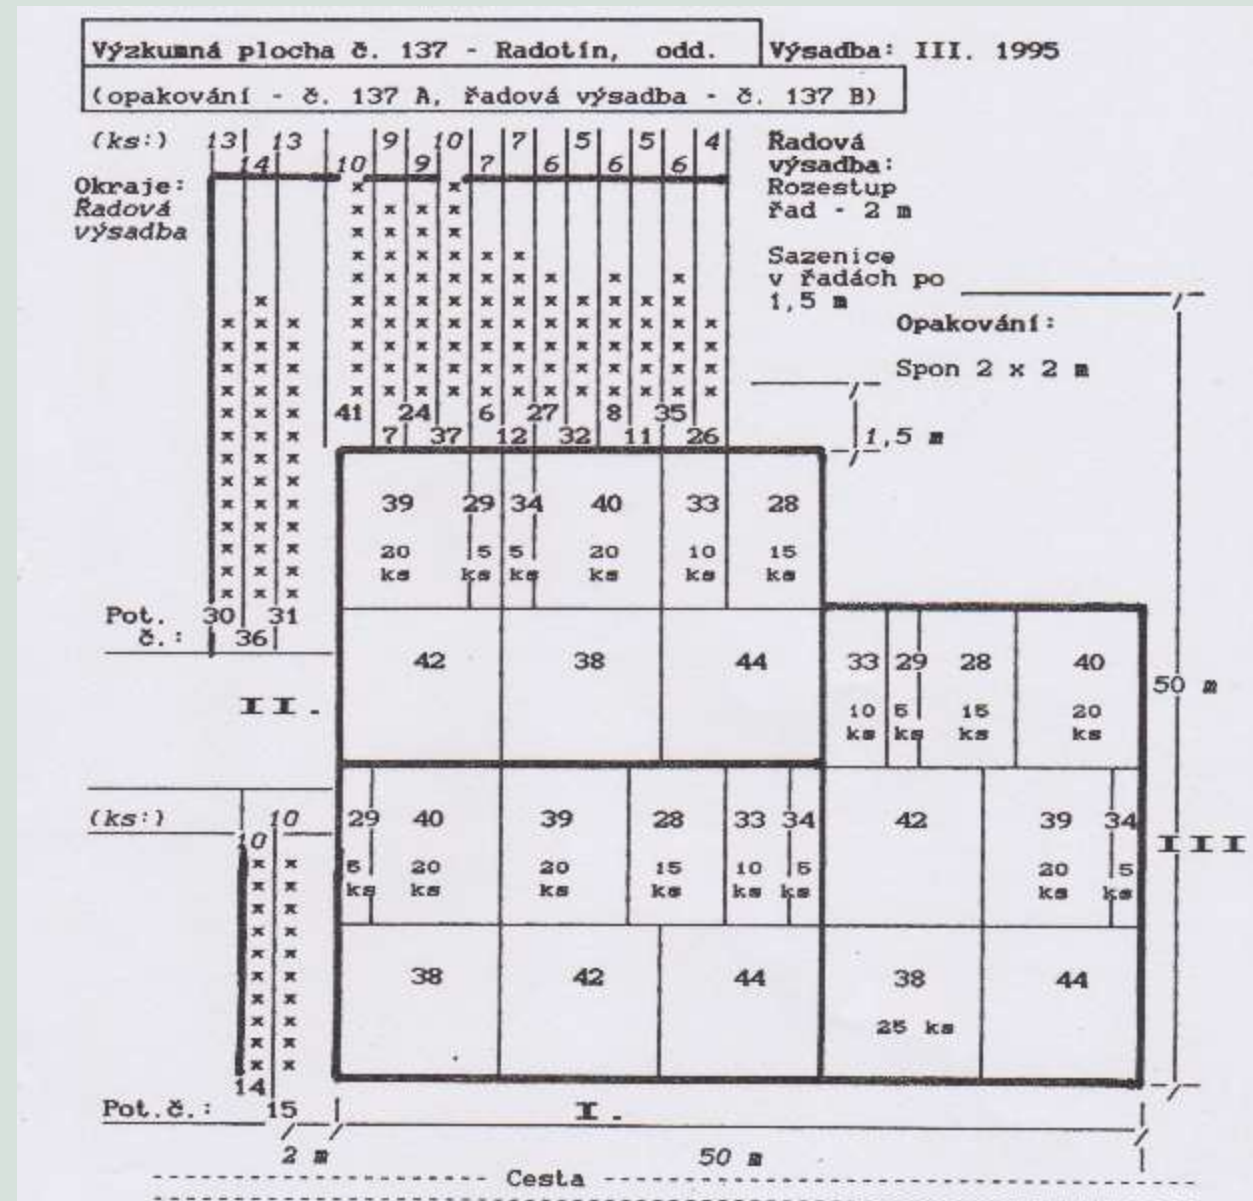 Výzkumná plocha č. 137 - Radotín, odd.
Výsadba: III. 1995
(opakování - č. 137 A, řadová výsadba - č. 137 B)
(ks:) 13 13 9 10 7 5 5 4
14 10 9 7 6 6 6
Okraje:
Řadová
výsadba
Řadová
výsadba:
Rozestup
řad - 2 m
Sazenice
v řadách po
1,5 m
Opakování:
Spon 2 x 2 m
41 24 6 27 8 35
7 37 12 32 11 26
1,5 m
39 29 34 40 33 28
20 5 5 20 10 15
ks ks ks ks ks ks
Pot. 30 31
č.: 36
42 38 44
33 29 28 40
10 5 15 20
ks ks ks ks
50 m
II.
(ks:) 10
10
29 40 39 28 33 34 42 39 34
5 20 20 15 10 5 20 5
ks ks ks ks ks ks ks ks
III
38 42 44 38 44
25 ks
14
Pot.č.: 15
I.
2 m 50 m
Cesta